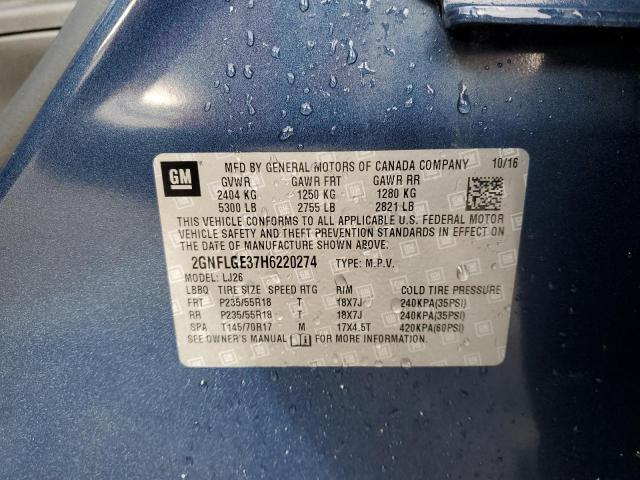 GM
MFD BY GENERAL MOTORS OF CANADA COMPANY 10/16
GVWR GAWR FRT GAWR RR
2404 KG 1250 KG 1280 KG
5300 LB 2755 LB 2821 LB
THIS VEHICLE CONFORMS TO ALL APPLICABLE U.S. FEDERAL MOTOR
VEHICLE SAFETY AND THEFT PREVENTION STANDARDS IN EFFECT ON
THE DATE OF MANUFACTURE SHOWN ABOVE.
2GNFLGE37H6220274 TYPE: M.P.V.
MODEL: LJ26
LBBQ TIRE SIZE SPEED RTG RIM COLD TIRE PRESSURE
FRT P235/55R18 T 18X7J 240KPA(35PSI)
RR P235/55R18 T 18X7J 240KPA(35PSI)
SPA T145/70R17 M 17X4.5T 420KPA(60PSI)
SEE OWNER'S MANUAL FOR MORE INFORMATION.